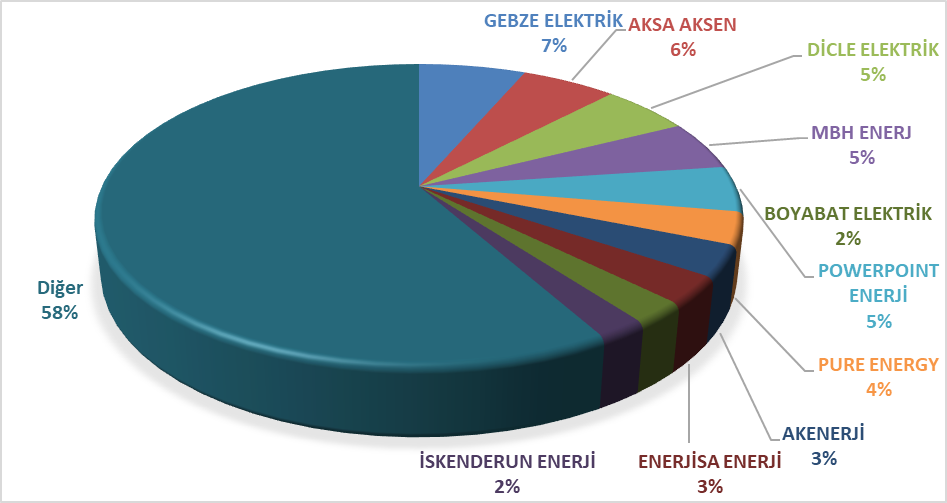 GEBZE ELEKTRİK
7%
AKSA AKSEN
6%
DİCLE ELEKTRİK
5%
MBH ENERJ
5%
BOYABAT ELEKTRİK
2%
POWERPOINT
ENERJİ
5%
PURE ENERGY
4%
AKENERJİ
3%
ENERJİSA ENERJİ
3%
İSKENDERUN ENERJİ
2%
Diğer
58%